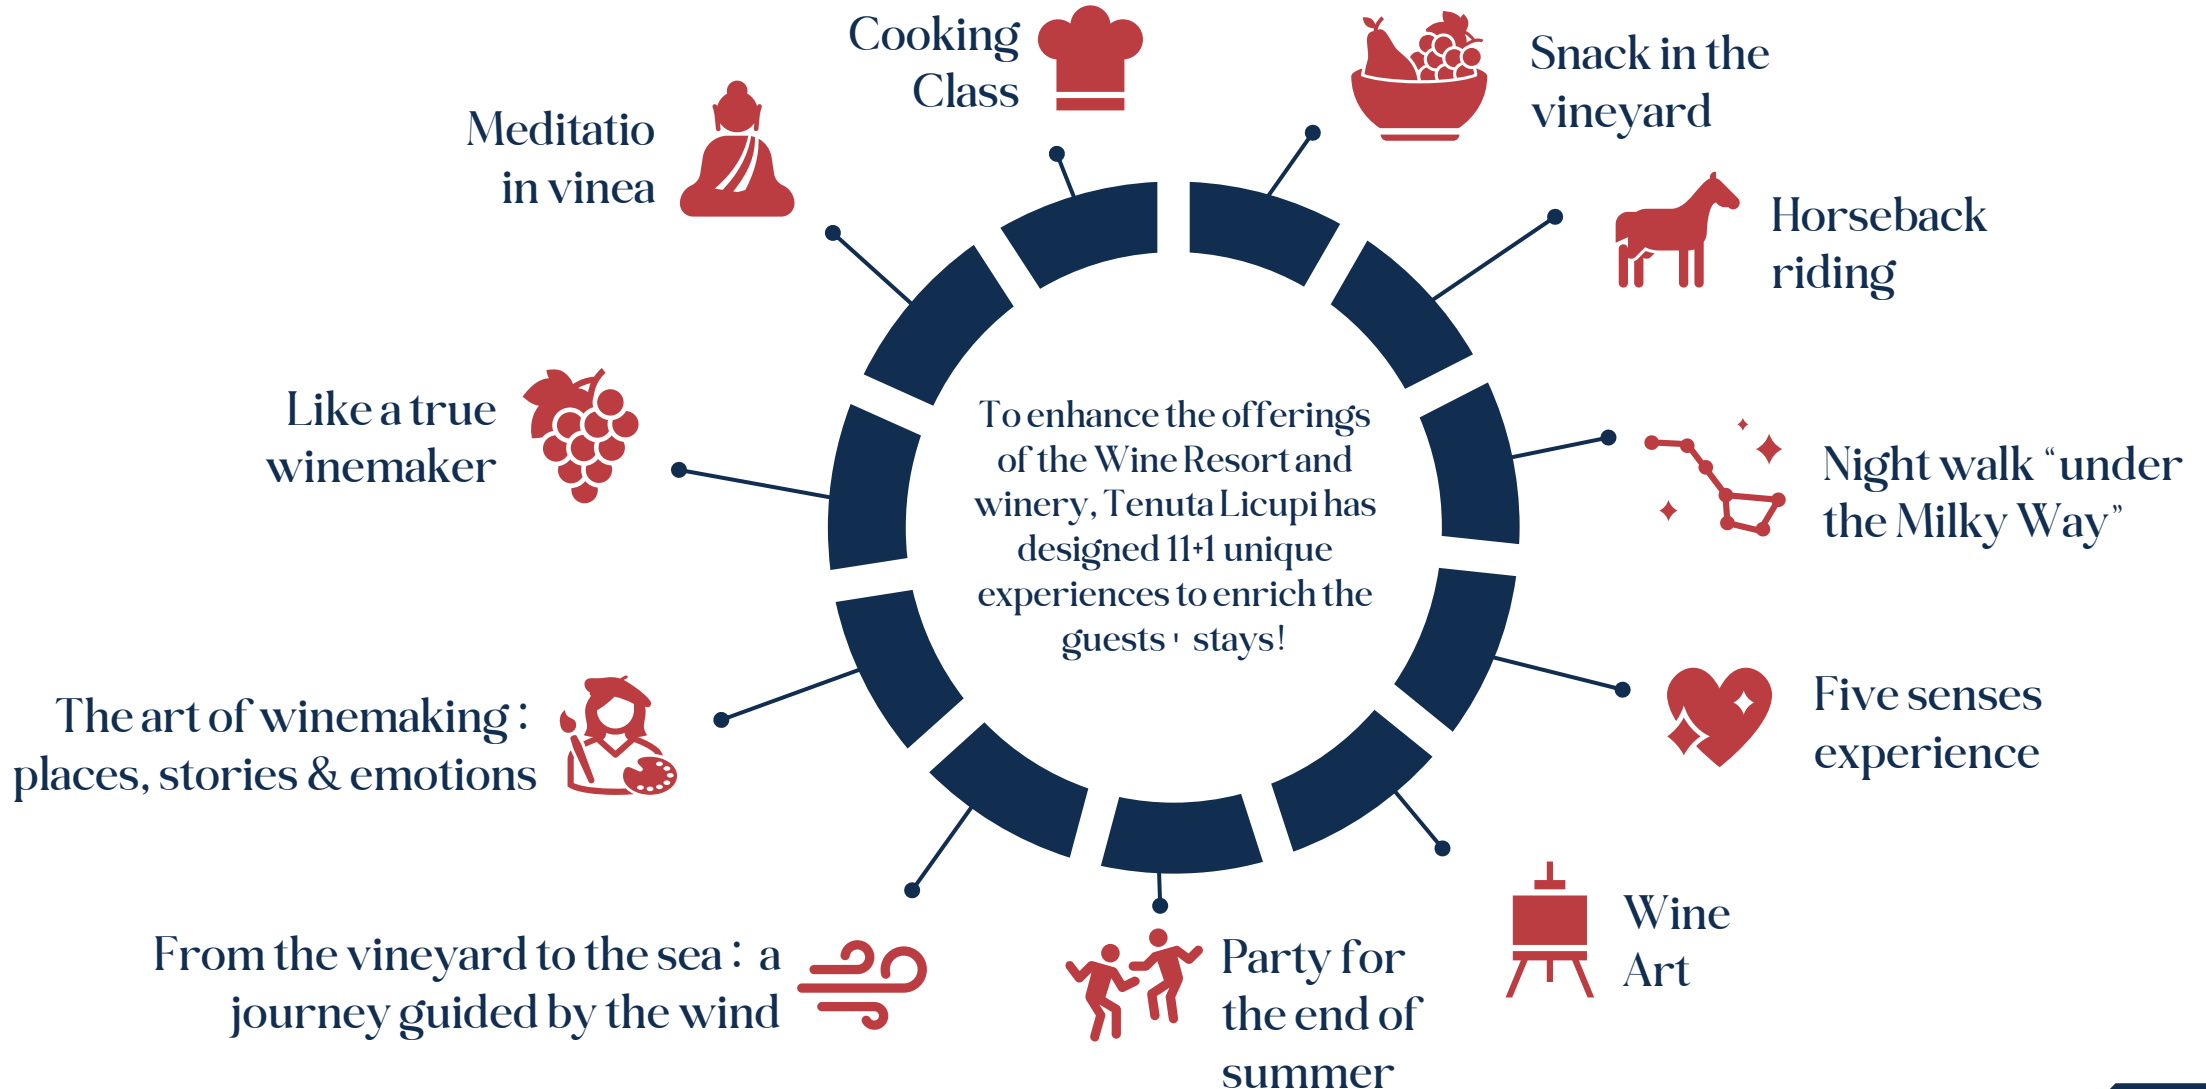 Cooking
Class
Snack in the
vineyard
Meditatio
in vinea
Horseback
riding
Like a true
winemaker
To enhance the offerings
of the Wine Resort and
winery, Tenuta Licupi has
designed 11+1 unique
experiences to enrich the
guests' stays!
Night walk “under
the Milky Way”
The art of winemaking:
places, stories & emotions
Five senses
experience
From the vineyard to the sea: a
journey guided by the wind
Party for
the end of
summer
Wine
Art